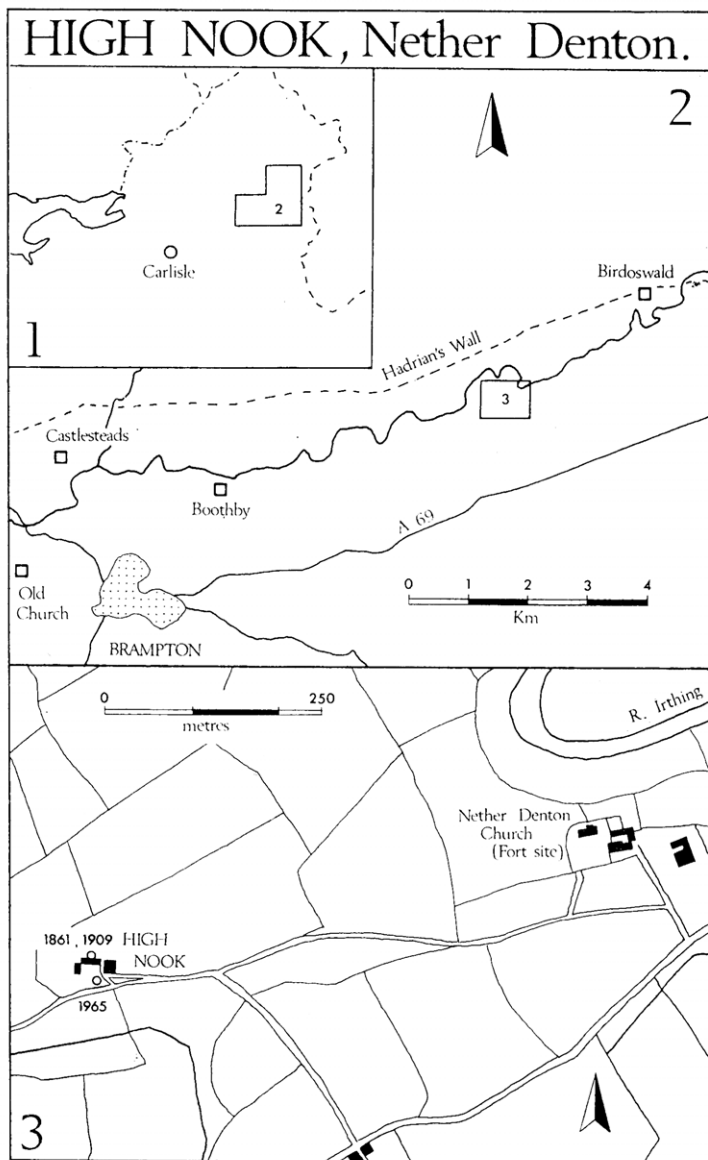 HIGH NOOK, Nether Denton.
1
2
Carlisle
2
Birdoswald
Hadrian's Wall
3
Castlesteads
Boothby
A 69
Old
Church
BRAMPTON
0 1 2 3 4
Km
3
0 250
metres
R. Irthing
Nether Denton
Church
(Fort site)
1861, 1909 HIGH
NOOK
1965